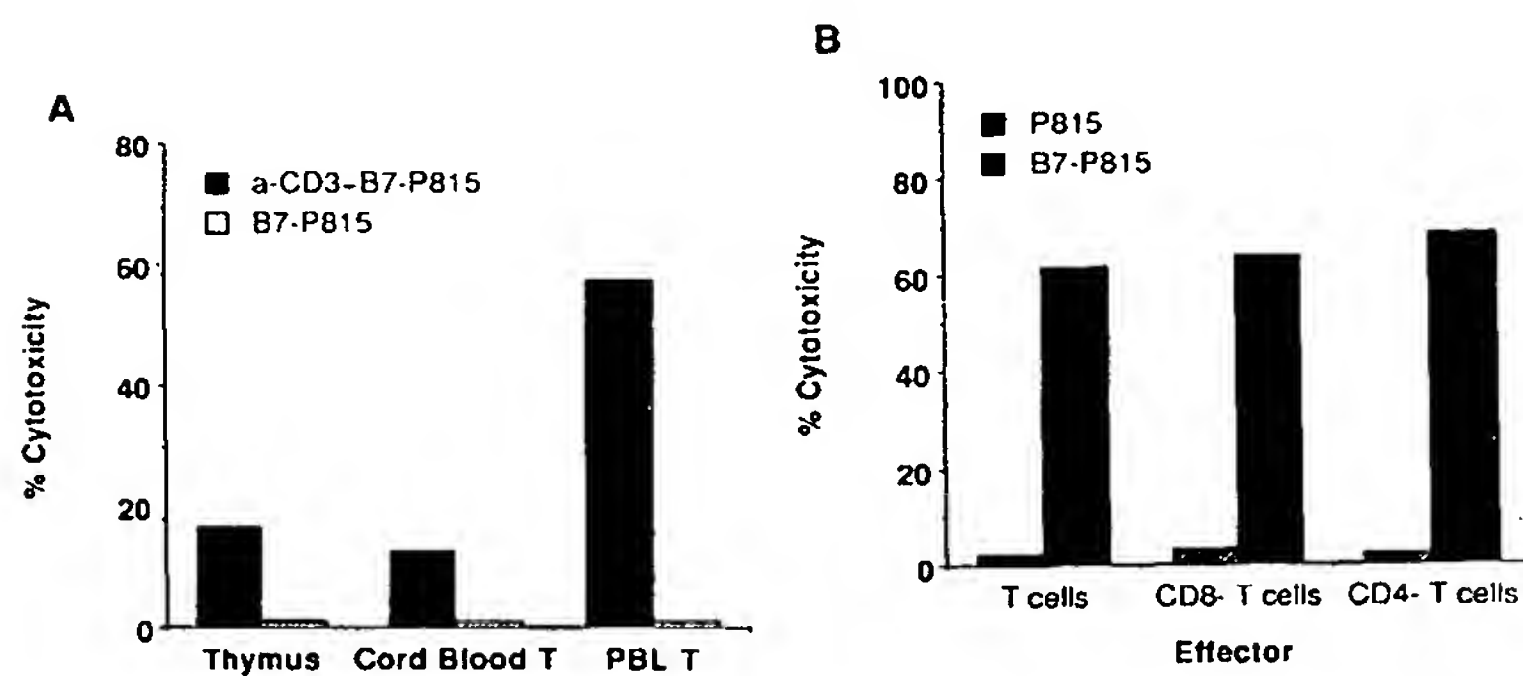 A
80
60
40
20
0
% Cytotoxicity
a-CD3-B7-P815
B7-P815
Thymus
Cord Blood T
PBL T
B
100
80
60
40
20
0
% Cytotoxicity
P815
B7-P815
T cells
CD8- T cells
CD4- T cells
Effector